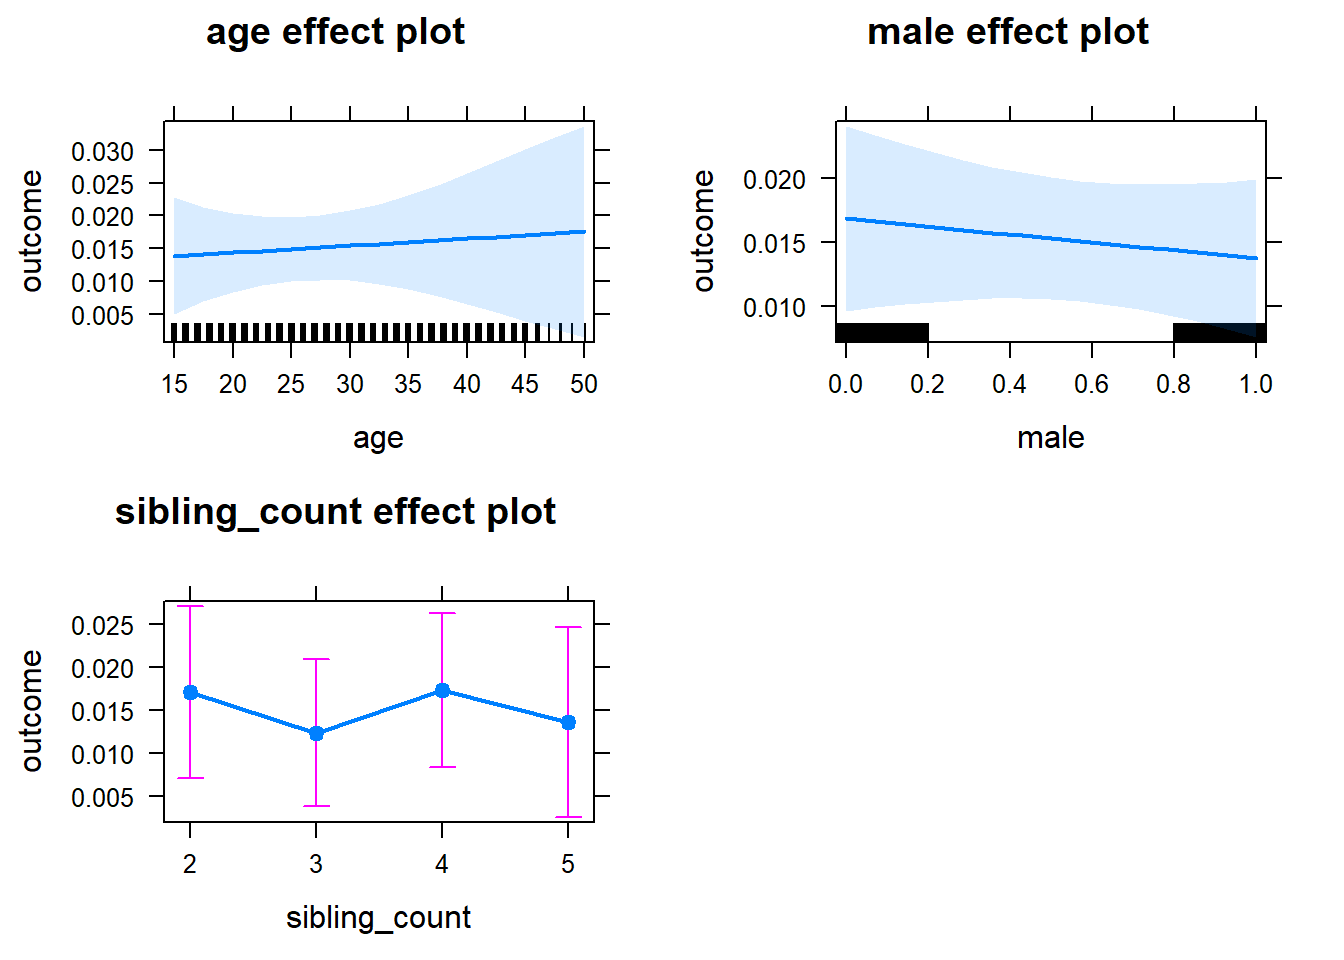 age effect plot
outcome
0.030
0.025
0.020
0.015
0.010
0.005
15 20 25 30 35 40 45 50
age
male effect plot
outcome
0.020
0.015
0.010
0.0 0.2 0.4 0.6 0.8 1.0
male
sibling_count effect plot
outcome
0.025
0.020
0.015
0.010
0.005
2 3 4 5
sibling_count